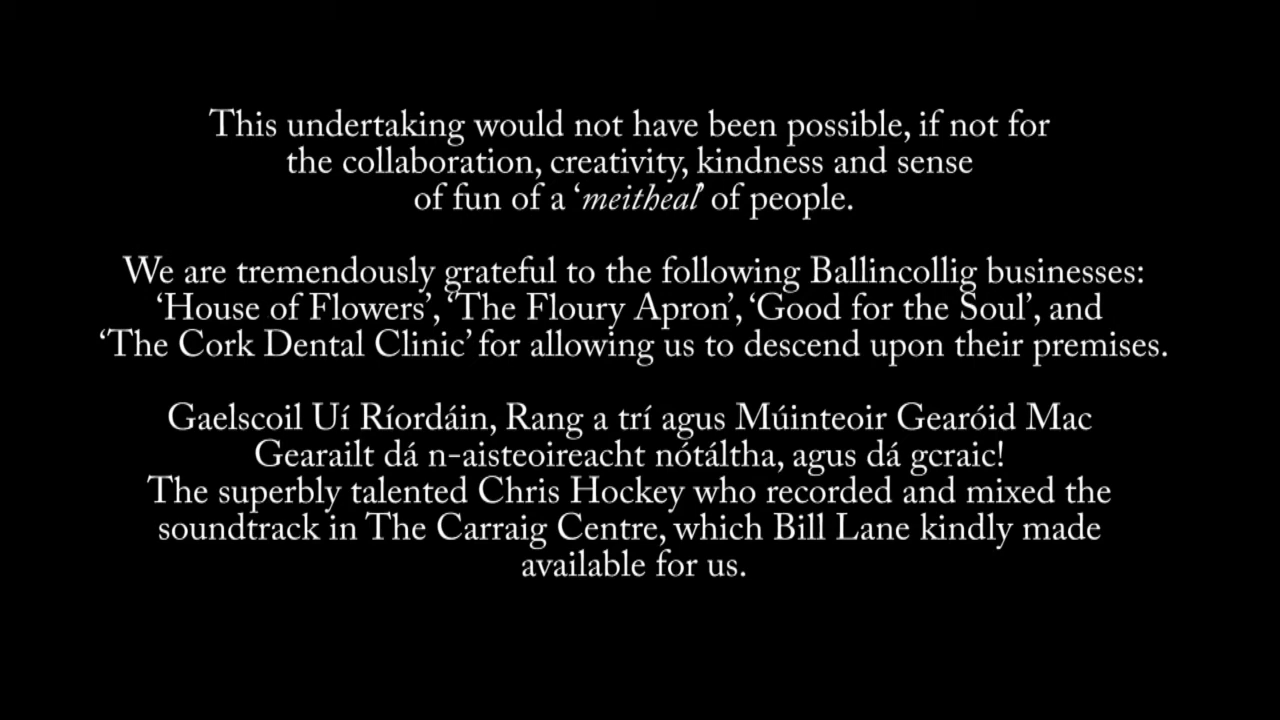 This undertaking would not have been possible, if not for
the collaboration, creativity, kindness and sense
of fun of a ‘meitheal’ of people.
We are tremendously grateful to the following Ballincollig businesses:
‘House of Flowers’, ‘The Floury Apron’, ‘Good for the Soul’, and
‘The Cork Dental Clinic’ for allowing us to descend upon their premises.
Gaelscoil Uí Ríordáin, Rang a trí agus Múinteoir Gearóid Mac
Gearailt dá n-aisteoireacht nótáltha, agus dá gcraic!
The superbly talented Chris Hockey who recorded and mixed the
soundtrack in The Carraig Centre, which Bill Lane kindly made
available for us.